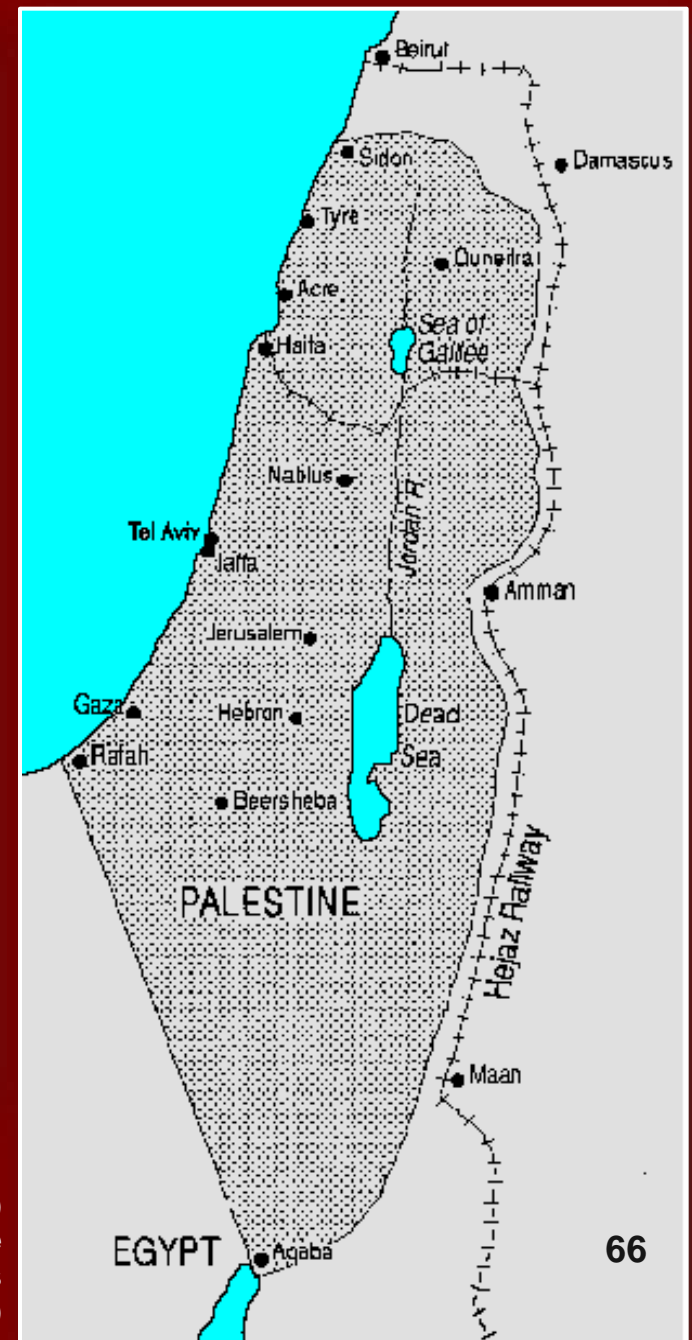 Beirut
Sidon
Damascus
Tyre
Quneitra
Acre
Sea of
Galilee
Haifa
Nablus
Jordan R.
Tel Aviv
Jaffa
Amman
Jerusalem
Gaza
Hebron
Dead
Sea
Rafah
Beersheba
PALESTINE
Hejaz Railway
Maan
EGYPT
Aqaba
66